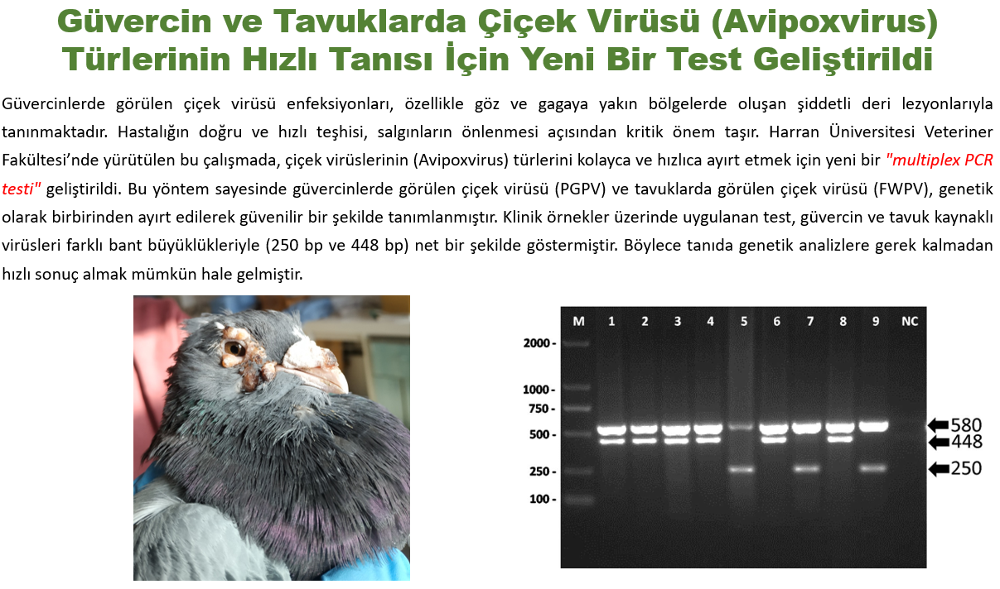 Güvercin ve Tavuklarda Çiçek Virüsü (Avipoxvirus)
Türlerinin Hızlı Tanısı İçin Yeni Bir Test Geliştirildi
Güvercinlerde görülen çiçek virüsü enfeksiyonları, özellikle göz ve gagaya yakın bölgelerde oluşan şiddetli deri lezyonlarıyla
tanınmaktadır. Hastalığın doğru ve hızlı teşhisi, salgınların önlenmesi açısından kritik önem taşır. Harran Üniversitesi Veteriner
Fakültesi’nde yürütülen bu çalışmada, çiçek virüslerinin (Avipoxvirus) türlerini kolayca ve hızlıca ayırt etmek için yeni bir "multiplex PCR
testi" geliştirildi. Bu yöntem sayesinde güvercinlerde görülen çiçek virüsü (PGPV) ve tavuklarda görülen çiçek virüsü (FWPV), genetik
olarak birbirinden ayırt edilerek güvenilir bir şekilde tanımlanmıştır. Klinik örnekler üzerinde uygulanan test, güvercin ve tavuk kaynaklı
virüsleri farklı bant büyüklükleriyle (250 bp ve 448 bp) net bir şekilde göstermiştir. Böylece tanıda genetik analizlere gerek kalmadan
hızlı sonuç almak mümkün hale gelmiştir.
M 1 2 3 4 5 6 7 8 9 NC
2000 -
1000 -
750 -
500 -
250 -
100 -
580
448
250